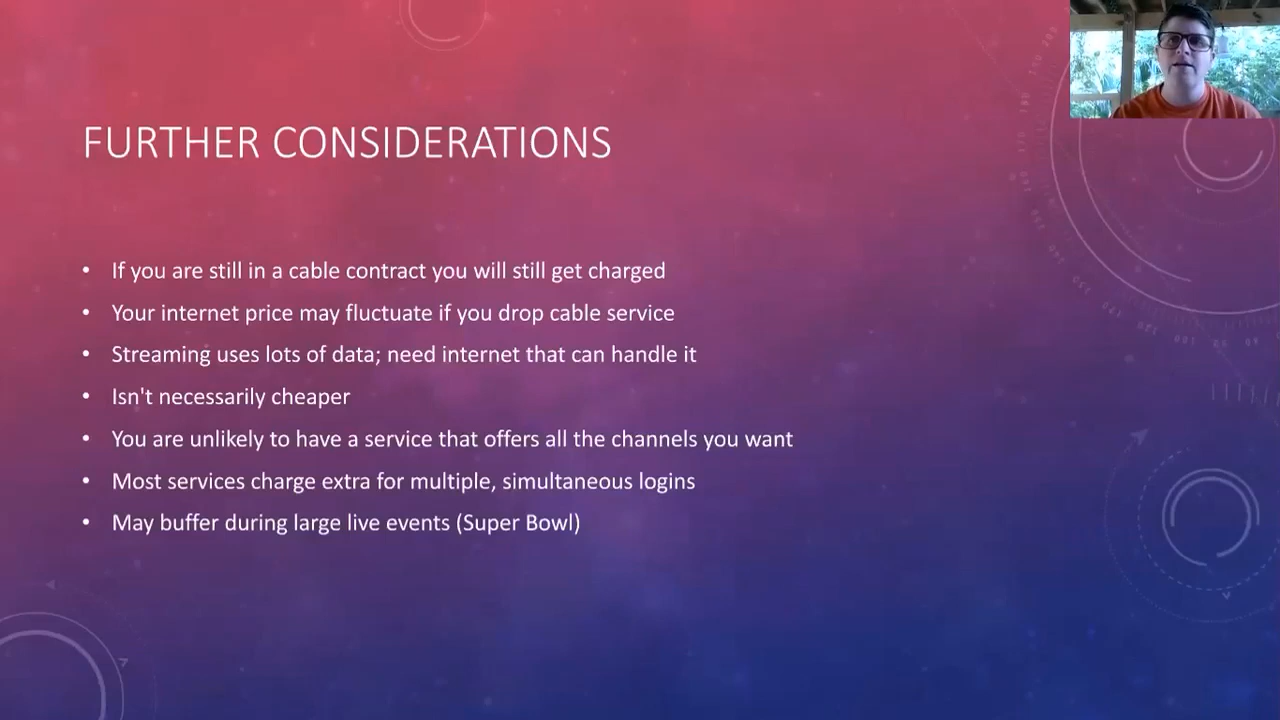 FURTHER CONSIDERATIONS
• If you are still in a cable contract you will still get charged
• Your internet price may fluctuate if you drop cable service
• Streaming uses lots of data; need internet that can handle it
• Isn't necessarily cheaper
• You are unlikely to have a service that offers all the channels you want
• Most services charge extra for multiple, simultaneous logins
• May buffer during large live events (Super Bowl)